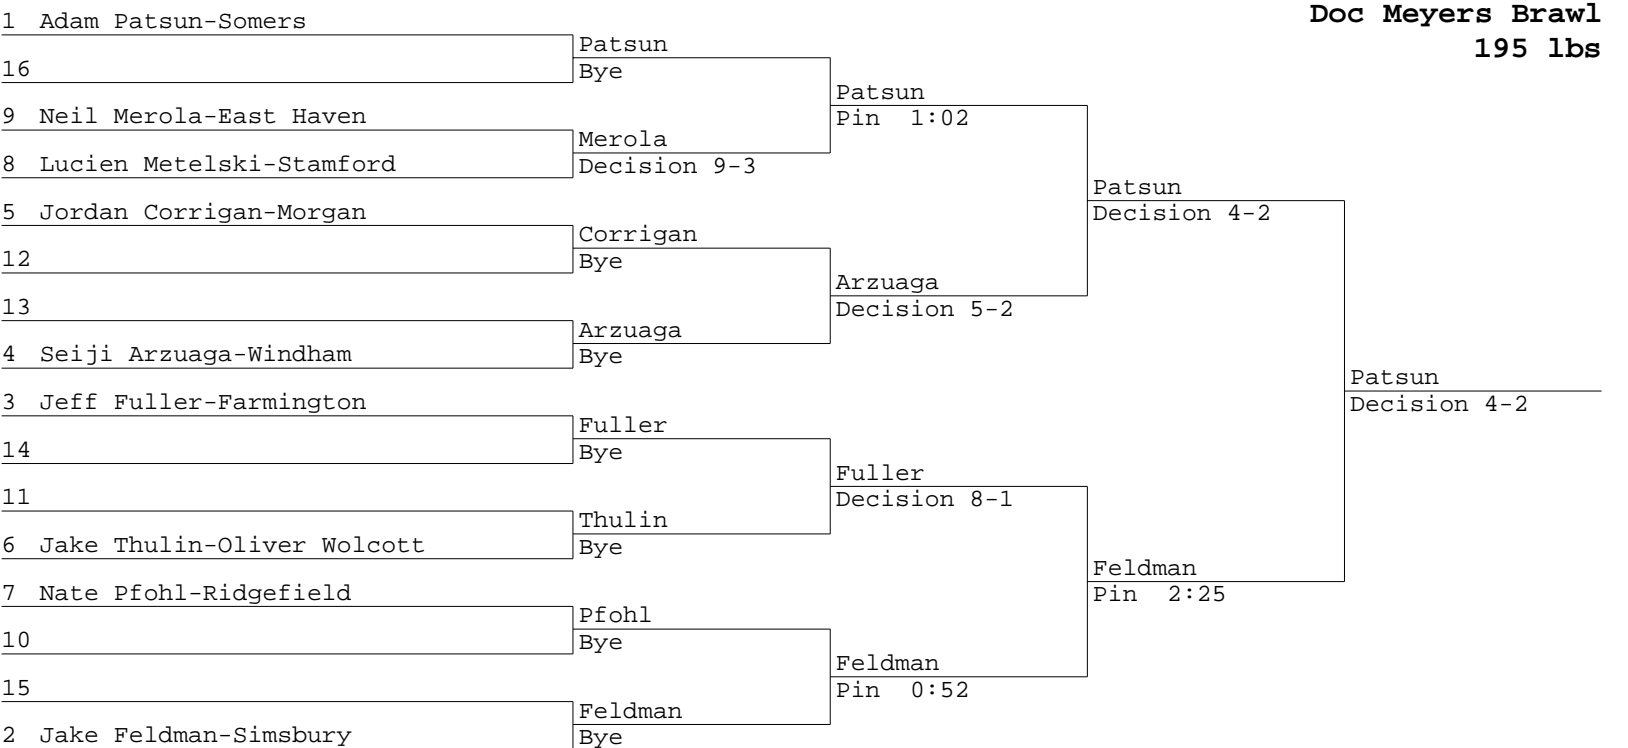 Doc Meyers Brawl
195 lbs
1 Adam Patsun-Somers
16
9 Neil Merola-East Haven
8 Lucien Metelski-Stamford
5 Jordan Corrigan-Morgan
12
13
4 Seiji Arzuaga-Windham
3 Jeff Fuller-Farmington
14
11
6 Jake Thulin-Oliver Wolcott
7 Nate Pfohl-Ridgefield
10
15
2 Jake Feldman-Simsbury
Patsun
Bye
Merola
Decision 9-3
Corrigan
Bye
Arzuaga
Bye
Fuller
Bye
Thulin
Bye
Pfohl
Bye
Feldman
Bye
Patsun
Pin 1:02
Arzuaga
Decision 5-2
Fuller
Decision 8-1
Feldman
Pin 0:52
Patsun
Decision 4-2
Feldman
Pin 2:25
Patsun
Decision 4-2